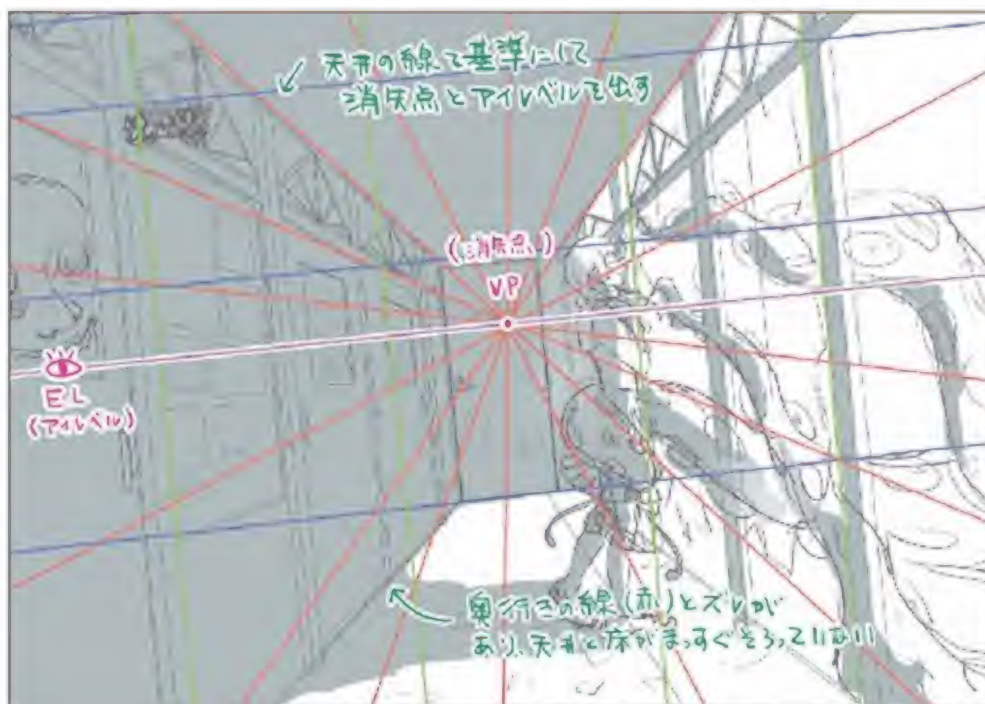 天井の線を基準にして
消失点とアイレベルを出す
(消失点)
VP
EL
(アイレベル)
奥行きの線(赤)とズレが
あり、天井と床がまっすぐそろっていない